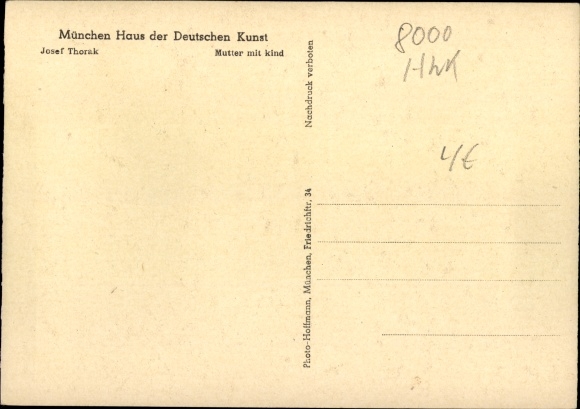 München Haus der Deutschen Kunst
Josef Thorak Mutter mit kind
Nachdruck verboten
Photo-Hoffmann, München, Friedrichstr. 34
8000
HdK
4/€